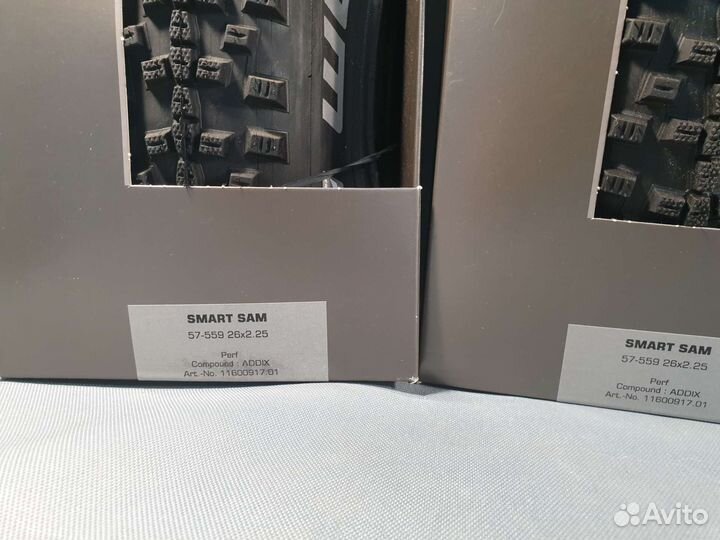 SMART SAM
57-559 26x2.25
Perf
Compound : ADDIX
Art.-No. 11600917.01
SMART SAM
57-559 26x2.25
Perf
Compound : ADDIX
Art.-No. 11600917.01
Avito